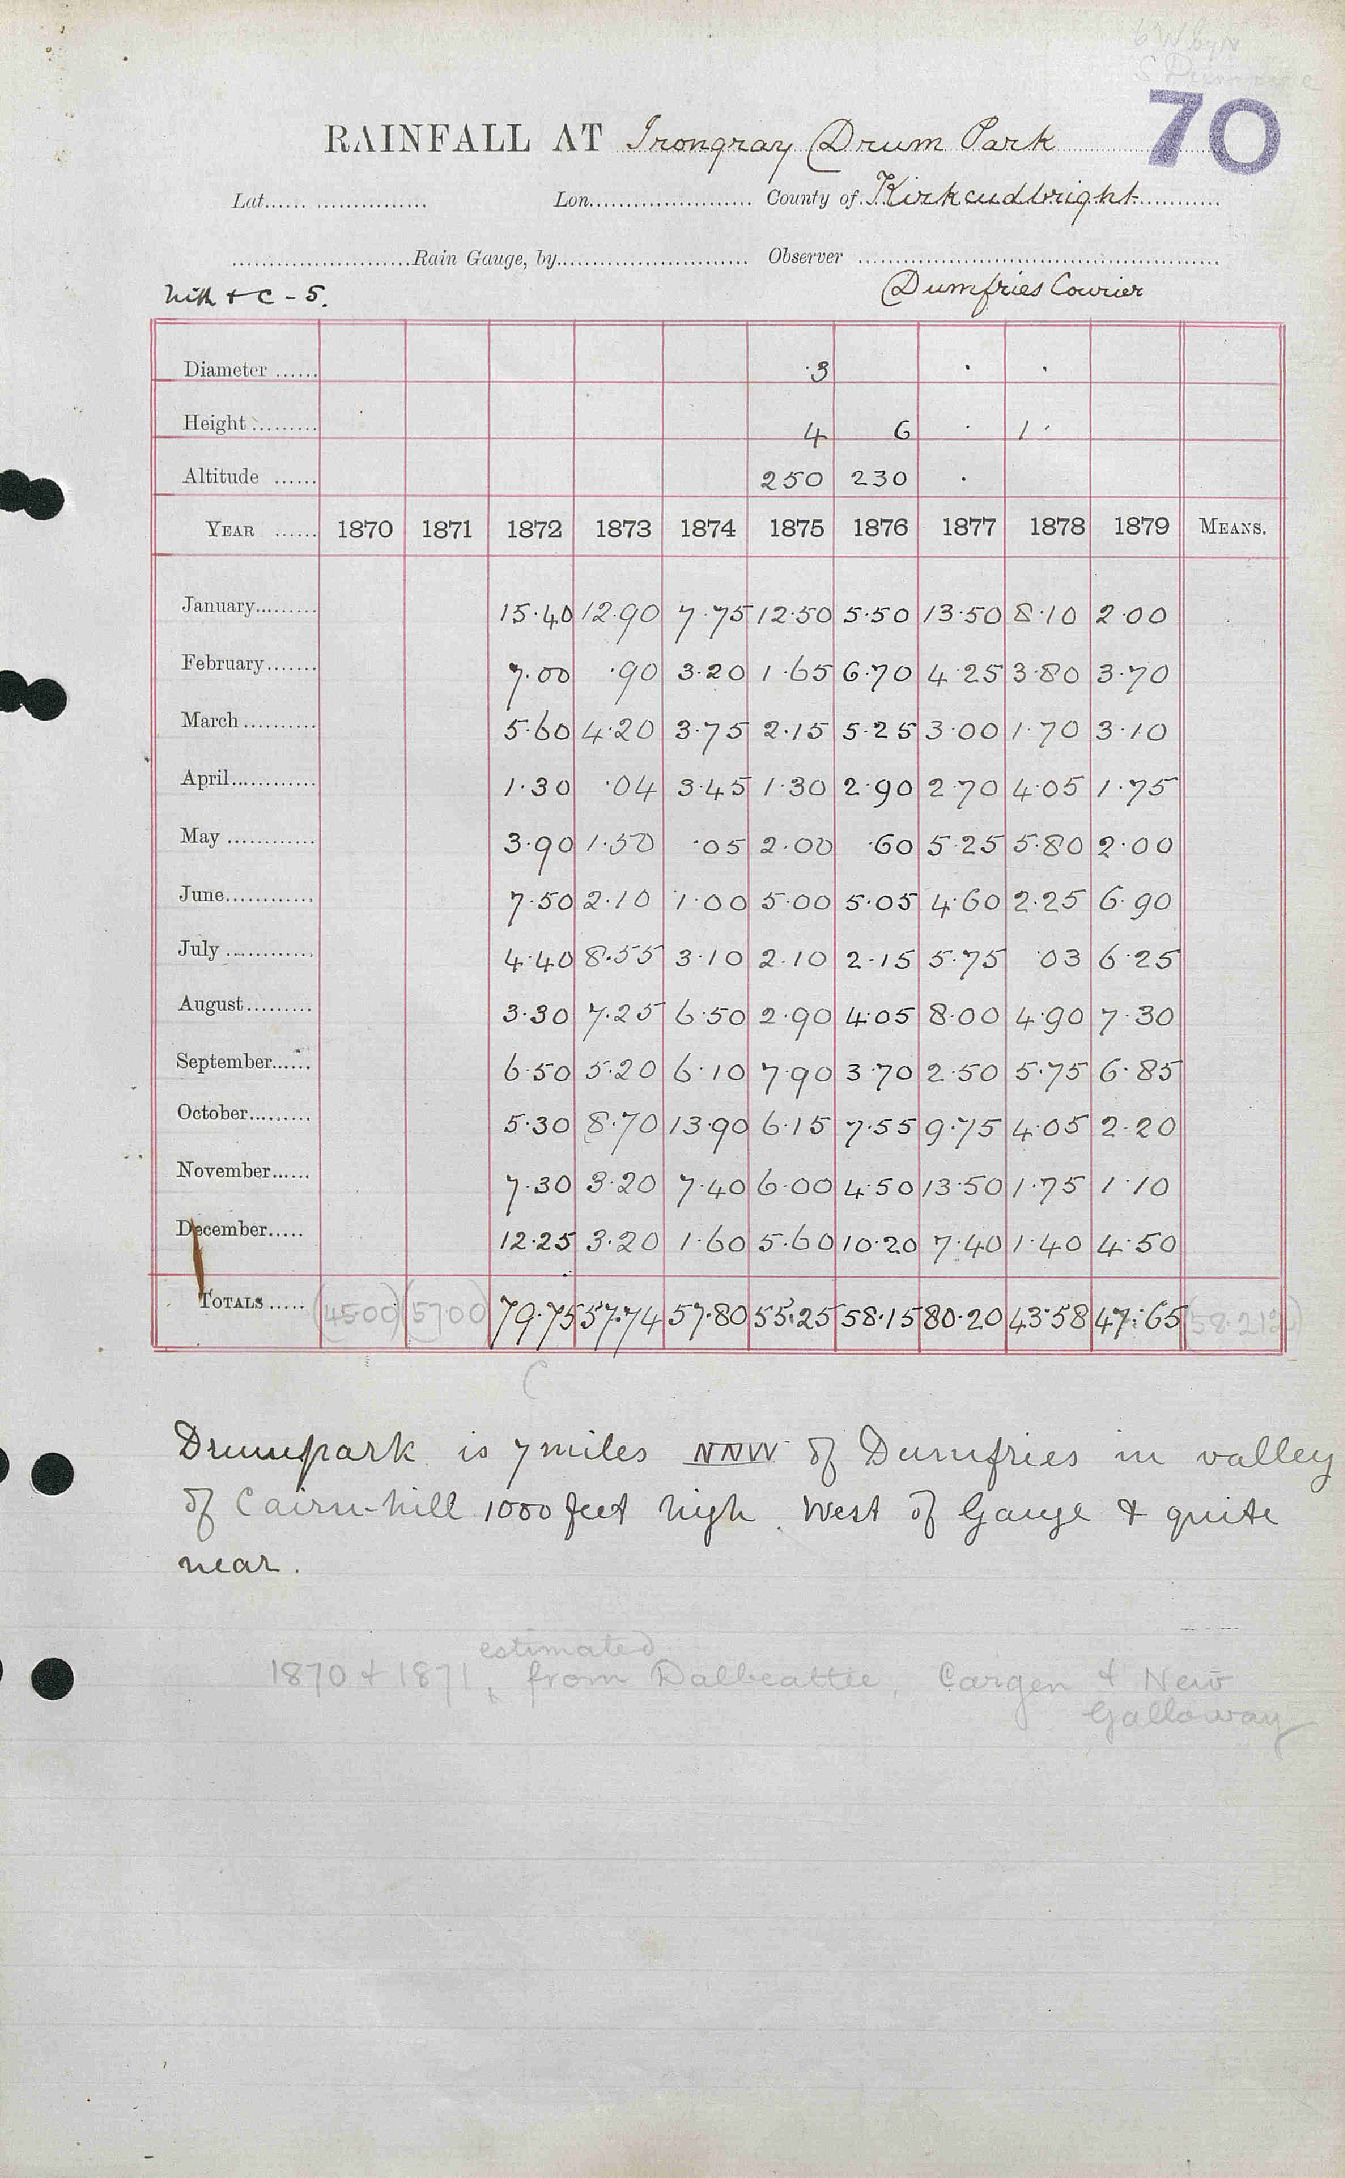 70
RAINFALL AT Irongray Drum Park
Lat. Lon. County of Kirkcudbright
Rain Gauge, by Observer
Nith & C - 5. Dumfries Courier
Diameter 3
Height 4 6 1
Altitude 250 230
YEAR 1870 1871 1872 1873 1874 1875 1876 1877 1878 1879 MEANS.
January 15.40 12.90 7.75 12.50 5.50 13.50 8.10 2.00
February 7.00 .90 3.20 1.65 6.70 4.25 3.80 3.70
March 5.60 4.20 3.75 2.15 5.25 3.00 1.70 3.10
April 1.30 .04 3.45 1.30 2.90 2.70 4.05 1.75
May 3.90 1.50 .05 2.00 .60 5.25 5.80 2.00
June 7.50 2.10 1.00 5.00 5.05 4.60 2.25 6.90
July 4.40 8.55 3.10 2.10 2.15 5.75 .03 6.25
August 3.30 7.25 6.50 2.90 4.05 8.00 4.90 7.30
September 6.50 5.20 6.10 7.90 3.70 2.50 5.75 6.85
October 5.30 8.70 13.90 6.15 7.55 9.75 4.05 2.20
November 7.30 3.20 7.40 6.00 4.50 13.50 1.75 1.10
December 12.25 3.20 1.60 5.60 10.20 7.40 1.40 4.50
TOTALS (45.00) (57.00) 79.75 57.74 57.80 55.25 58.15 80.20 43.58 47.65 (58.212)
C
Drumpark is 7 miles NNW of Dumfries in valley
of Cairn-hill 1000 feet high. West of Gauge & quite
near.
estimated
1870 & 1871, from Dalbeattie, Cargen & New
Galloway